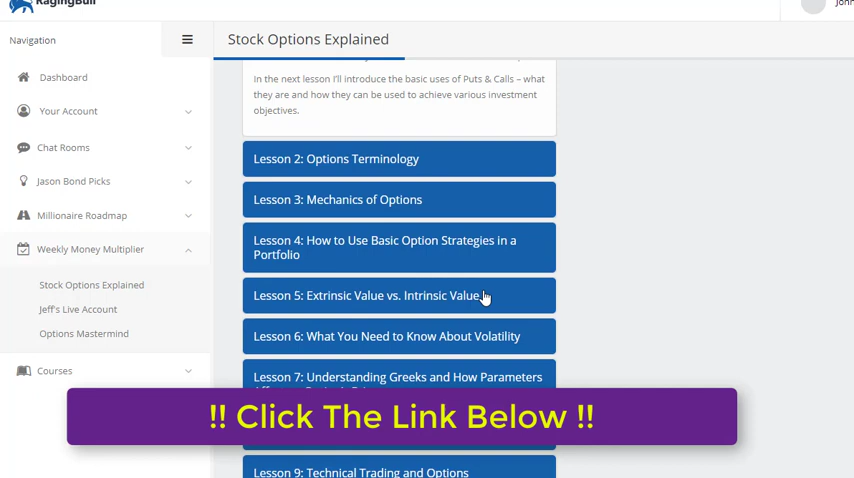 RagingBull
John
Navigation
Stock Options Explained
Dashboard
Your Account
Chat Rooms
Jason Bond Picks
Millionaire Roadmap
Weekly Money Multiplier
Stock Options Explained
Jeff's Live Account
Options Mastermind
Courses
In the next lesson I'll introduce the basic uses of Puts & Calls – what
they are and how they can be used to achieve various investment
objectives.
Lesson 2: Options Terminology
Lesson 3: Mechanics of Options
Lesson 4: How to Use Basic Option Strategies in a
Portfolio
Lesson 5: Extrinsic Value vs. Intrinsic Value
Lesson 6: What You Need to Know About Volatility
Lesson 7: Understanding Greeks and How Parameters
!! Click The Link Below !!
Lesson 9: Technical Trading and Options